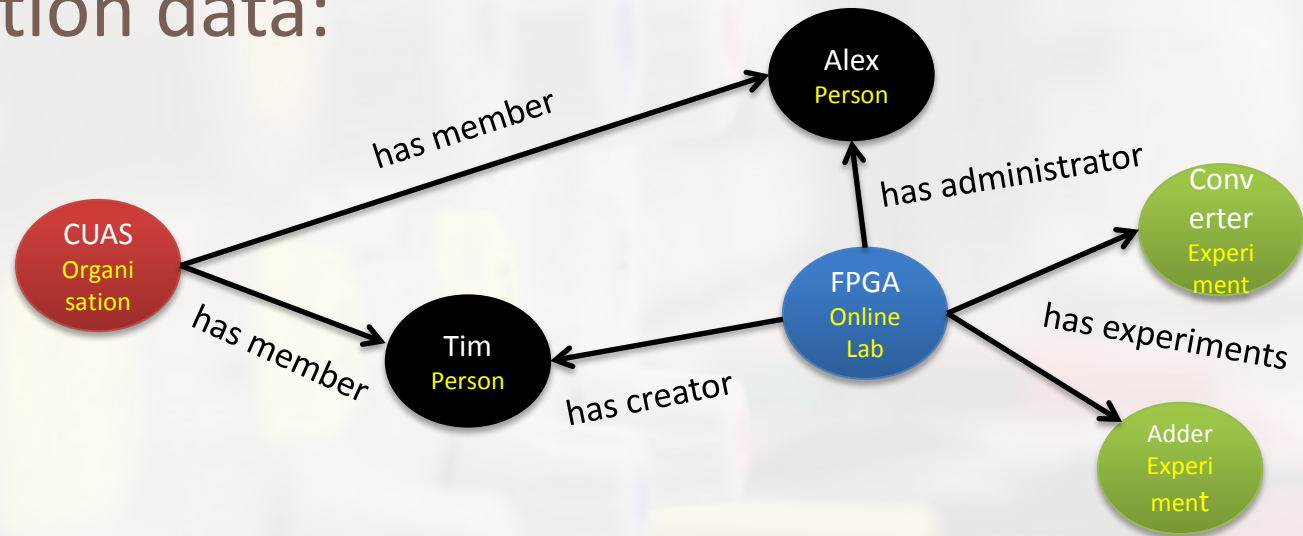 tion data:
Alex
Person
has member
has administrator
Conv
erter
Experi
ment
CUAS
Organi
sation
FPGA
Online
Lab
has member
Tim
Person
has experiments
has creator
Adder
Experi
ment